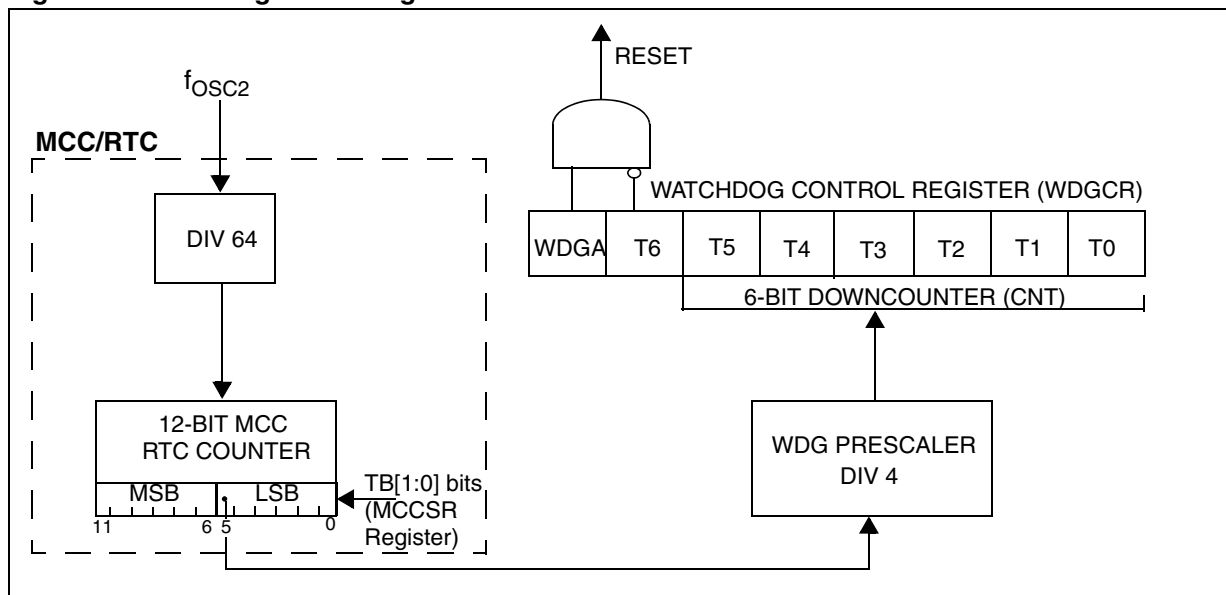 RESET
fOSC2
MCC/RTC
WATCHDOG CONTROL REGISTER (WDGCR)
DIV 64
WDGA T6 T5 T4 T3 T2 T1 T0
6-BIT DOWNCOUNTER (CNT)
12-BIT MCC
RTC COUNTER
WDG PRESCALER
DIV 4
MSB LSB
TB[1:0] bits
(MCCSR
Register)
11 6 5 0